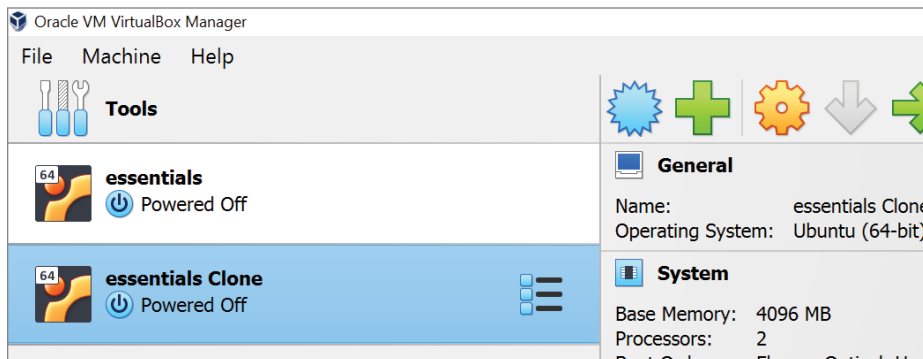 Oracle VM VirtualBox Manager
File Machine Help
Tools
64
essentials
Powered Off
64
essentials Clone
Powered Off
General
Name: essentials Clone
Operating System: Ubuntu (64-bit)
System
Base Memory: 4096 MB
Processors: 2